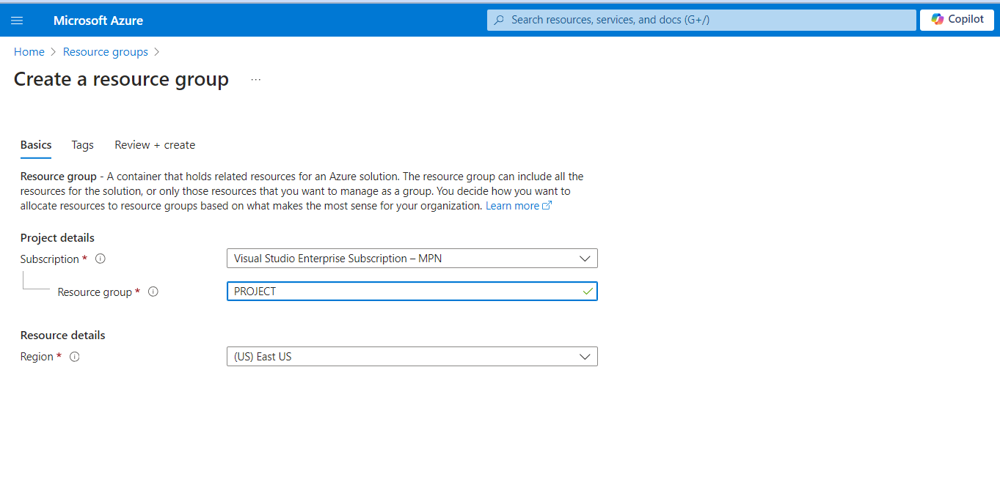 Microsoft Azure
Search resources, services, and docs (G+/)
Copilot
Home > Resource groups >
Create a resource group ...
Basics Tags Review + create
Resource group - A container that holds related resources for an Azure solution. The resource group can include all the
resources for the solution, or only those resources that you want to manage as a group. You decide how you want to
allocate resources to resource groups based on what makes the most sense for your organization. Learn more
Project details
Subscription * Visual Studio Enterprise Subscription – MPN
Resource group * PROJECT
Resource details
Region * (US) East US